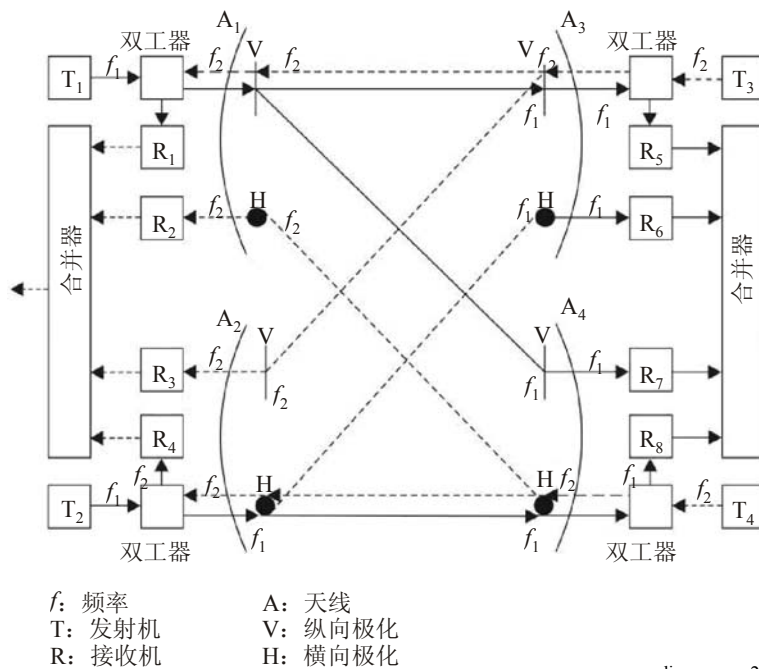 A1 A3
双工器 V V 双工器
T1 f1 f2 f2 f2 f2 T3
f1 f1
R1 R5
合并器 合并器
H f1 H
R2 f2 f2 f1 R6
A2 V V A4
R3 f2 f2 f1 f1 R7
R4 R8
f2 f2 H H f2 f1
T2 f1 f1 f1 f2 T4
双工器 双工器
f:频率 A:天线
T:发射机 V:纵向极化
R:接收机 H:横向极化